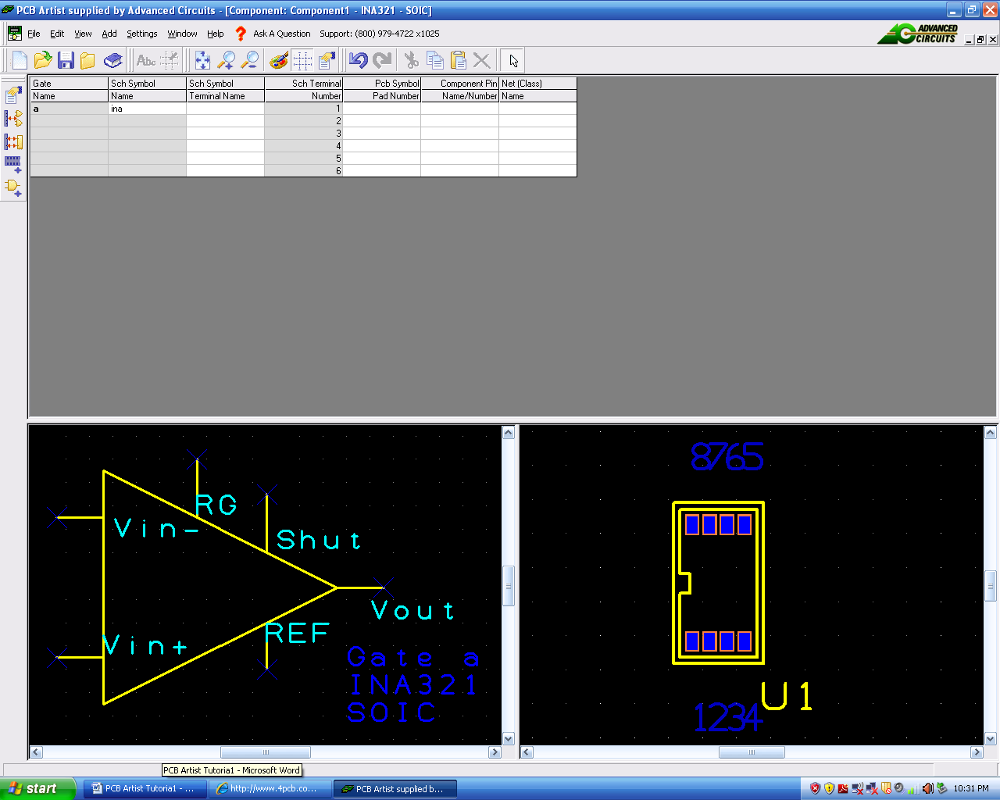 PCB Artist supplied by Advanced Circuits - [Component: Component1 - INA321 - SOIC]
File Edit View Add Settings Window Help Ask A Question Support: (800) 979-4722 x1025
ADVANCED
CIRCUITS
Abc
Gate Sch Symbol Sch Symbol Sch Terminal Pcb Symbol Component Pin Net (Class)
Name Name Terminal Name Number Pad Number Name/Number Name
a ina 1
2
3
4
5
6
RG
Vin-
Shut
Vout
REF
Vin+
Gate a
INA321
SOIC
8765
U1
1234
PCB Artist Tutoria1 - Microsoft Word
start PCB Artist Tutoria1 - ... http://www.4pcb.co... PCB Artist supplied b... 10:31 PM